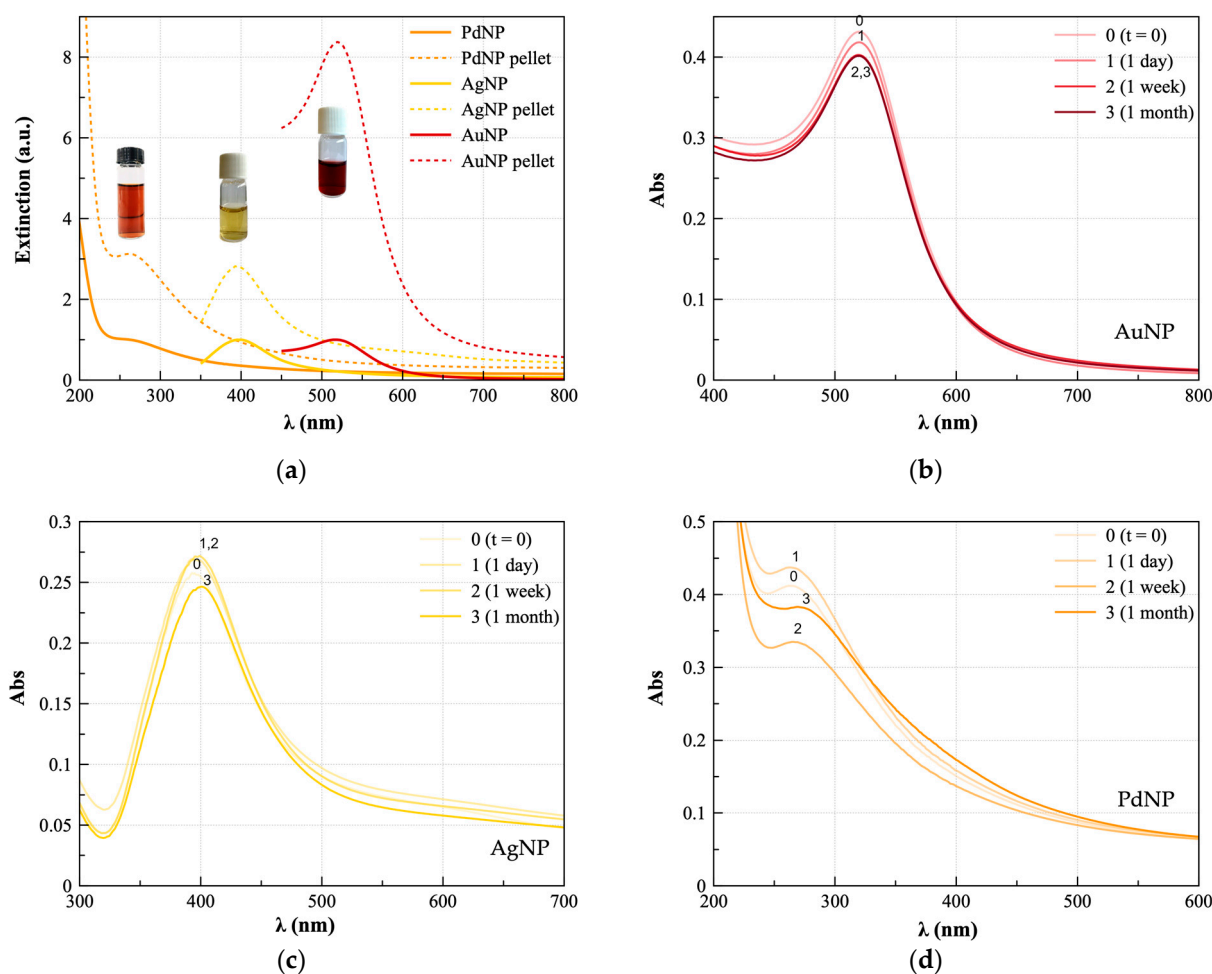 Extinction (a.u.)
8
6
4
2
0
200 300 400 500 600 700 800
λ (nm)
PdNP
PdNP pellet
AgNP
AgNP pellet
AuNP
AuNP pellet
(a)
Abs
0.4
0.3
0.2
0.1
0
400 500 600 700 800
λ (nm)
0
1
2,3
0 (t = 0)
1 (1 day)
2 (1 week)
3 (1 month)
AuNP
(b)
Abs
0.3
0.25
0.2
0.15
0.1
0.05
0
300 400 500 600 700
λ (nm)
1,2
0
3
0 (t = 0)
1 (1 day)
2 (1 week)
3 (1 month)
AgNP
(c)
Abs
0.5
0.4
0.3
0.2
0.1
0
200 300 400 500 600
λ (nm)
1
0
3
2
0 (t = 0)
1 (1 day)
2 (1 week)
3 (1 month)
PdNP
(d)